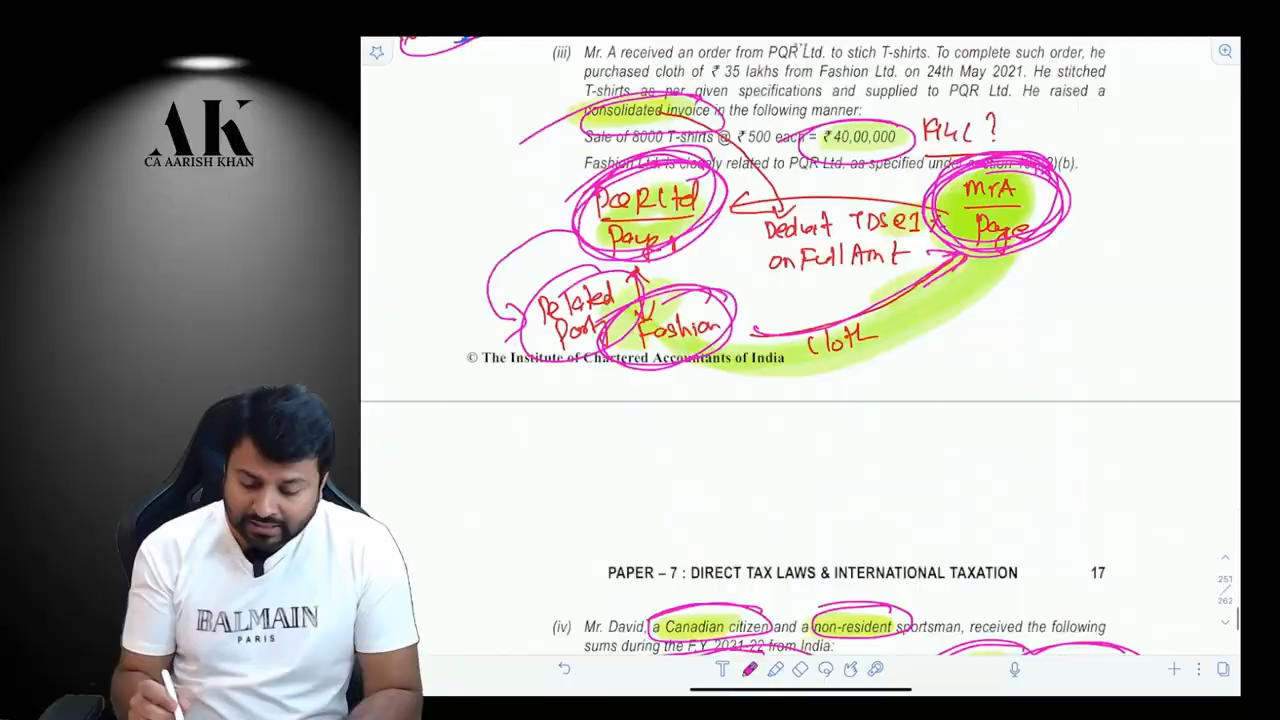 AK
CA AARISH KHAN
(iii) Mr. A received an order from PQR Ltd. to stich T-shirts. To complete such order, he
purchased cloth of ₹ 35 lakhs from Fashion Ltd. on 24th May 2021. He stitched
T-shirts as per given specifications and supplied to PQR Ltd. He raised a
consolidated invoice in the following manner:
Sale of 8000 T-shirts @ ₹ 500 each = ₹ 40,00,000
194C ?
Fashion Ltd. is closely related to PQR Ltd. as specified under section 40A(2)(b).
PQR Ltd
Payer
Mr A
Payee
Deduct TDS @ 1
on Full Amt
Related
Party
Fashion
Cloth
© The Institute of Chartered Accountants of India
PAPER – 7 : DIRECT TAX LAWS & INTERNATIONAL TAXATION 17
(iv) Mr. David, a Canadian citizen and a non-resident sportsman, received the following
sums during the F.Y. 2021-22 from India:
251
262
BALMAIN
PARIS